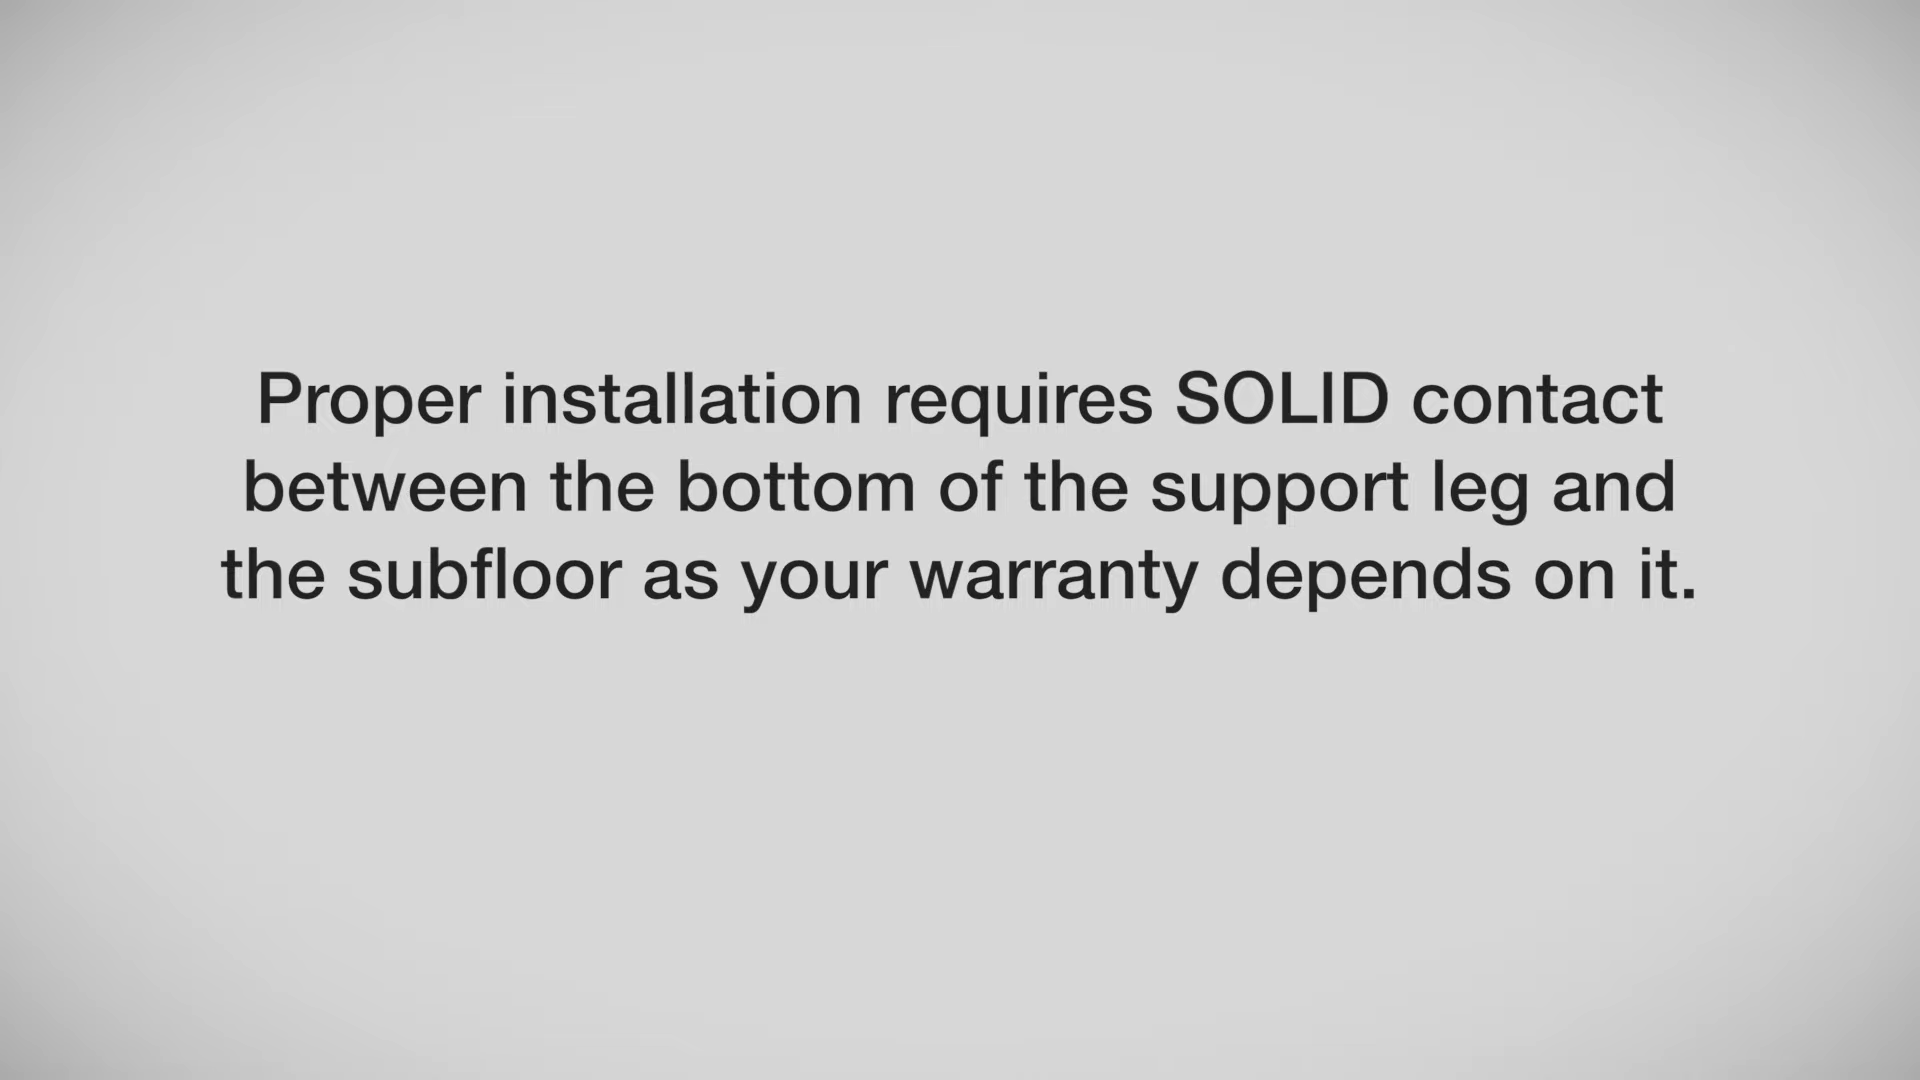 Proper installation requires SOLID contact
between the bottom of the support leg and
the subfloor as your warranty depends on it.